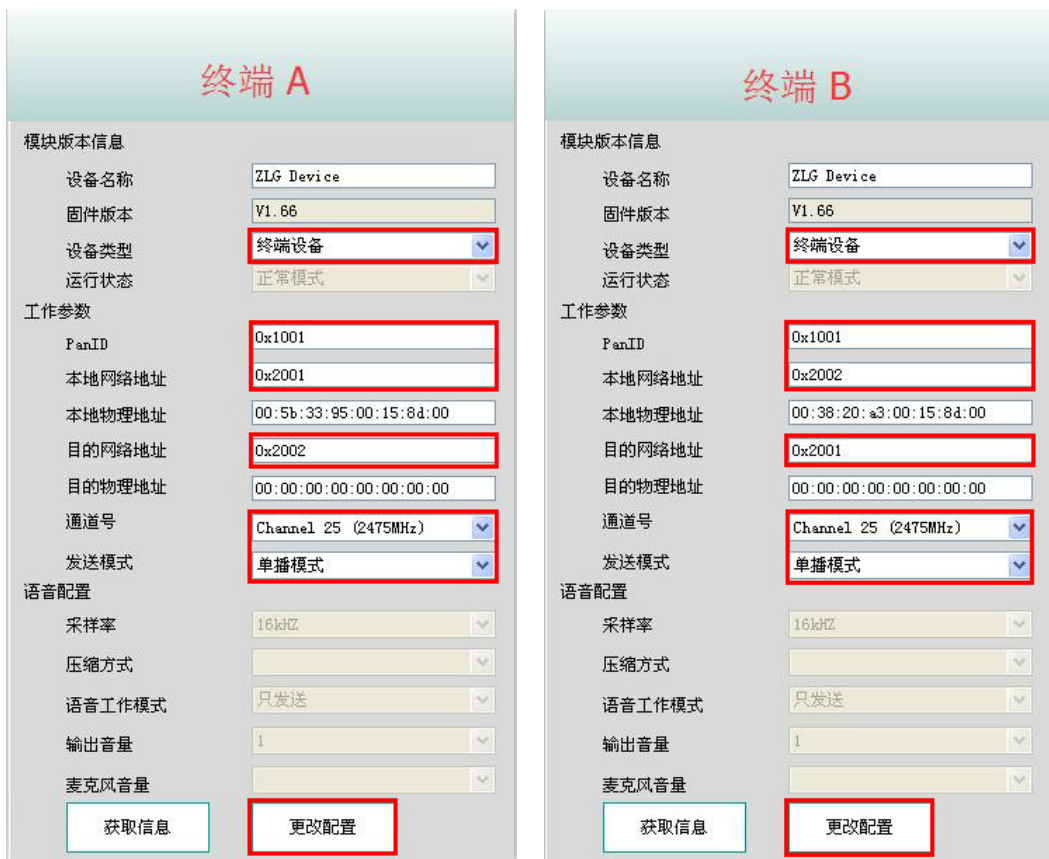 终端 A
模块版本信息
设备名称 ZLG Device
固件版本 V1.66
设备类型 终端设备
运行状态 正常模式
工作参数
PanID 0x1001
本地网络地址 0x2001
本地物理地址 00:5b:33:95:00:15:8d:00
目的网络地址 0x2002
目的物理地址 00:00:00:00:00:00:00:00
通道号 Channel 25 (2475MHz)
发送模式 单播模式
语音配置
采样率 16kHZ
压缩方式
语音工作模式 只发送
输出音量 1
麦克风音量
获取信息 更改配置
终端 B
模块版本信息
设备名称 ZLG Device
固件版本 V1.66
设备类型 终端设备
运行状态 正常模式
工作参数
PanID 0x1001
本地网络地址 0x2002
本地物理地址 00:38:20:a3:00:15:8d:00
目的网络地址 0x2001
目的物理地址 00:00:00:00:00:00:00:00
通道号 Channel 25 (2475MHz)
发送模式 单播模式
语音配置
采样率 16kHZ
压缩方式
语音工作模式 只发送
输出音量 1
麦克风音量
获取信息 更改配置